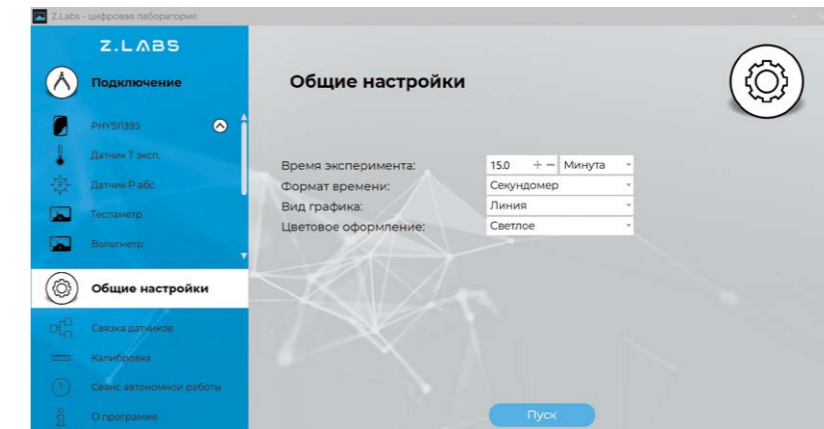 Z.Labs - цифровая лаборатория
Z.LABS
Подключение
PHYS11395
Датчик T эксп.
Датчик P абс.
Тесламетр
Вольтметр
Общие настройки
Связка датчиков
Калибровка
Сеанс автономной работы
О программе
Общие настройки
Время эксперимента: 15.0 + − Минута
Формат времени: Секундомер
Вид графика: Линия
Цветовое оформление: Светлое
Пуск